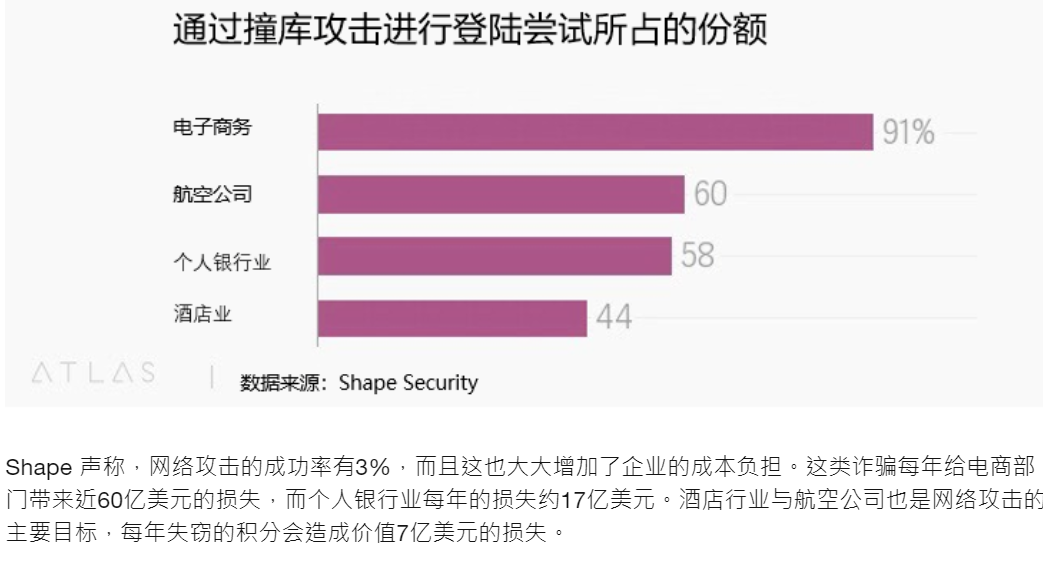 通过撞库攻击进行登陆尝试所占的份额
电子商务 91%
航空公司 60
个人银行业 58
酒店业 44
ATLAS | 数据来源：Shape Security
Shape 声称，网络攻击的成功率有3%，而且这也大大增加了企业的成本负担。这类诈骗每年给电商部
门带来近60亿美元的损失，而个人银行业每年的损失约17亿美元。酒店行业与航空公司也是网络攻击的
主要目标，每年失窃的积分会造成价值7亿美元的损失。